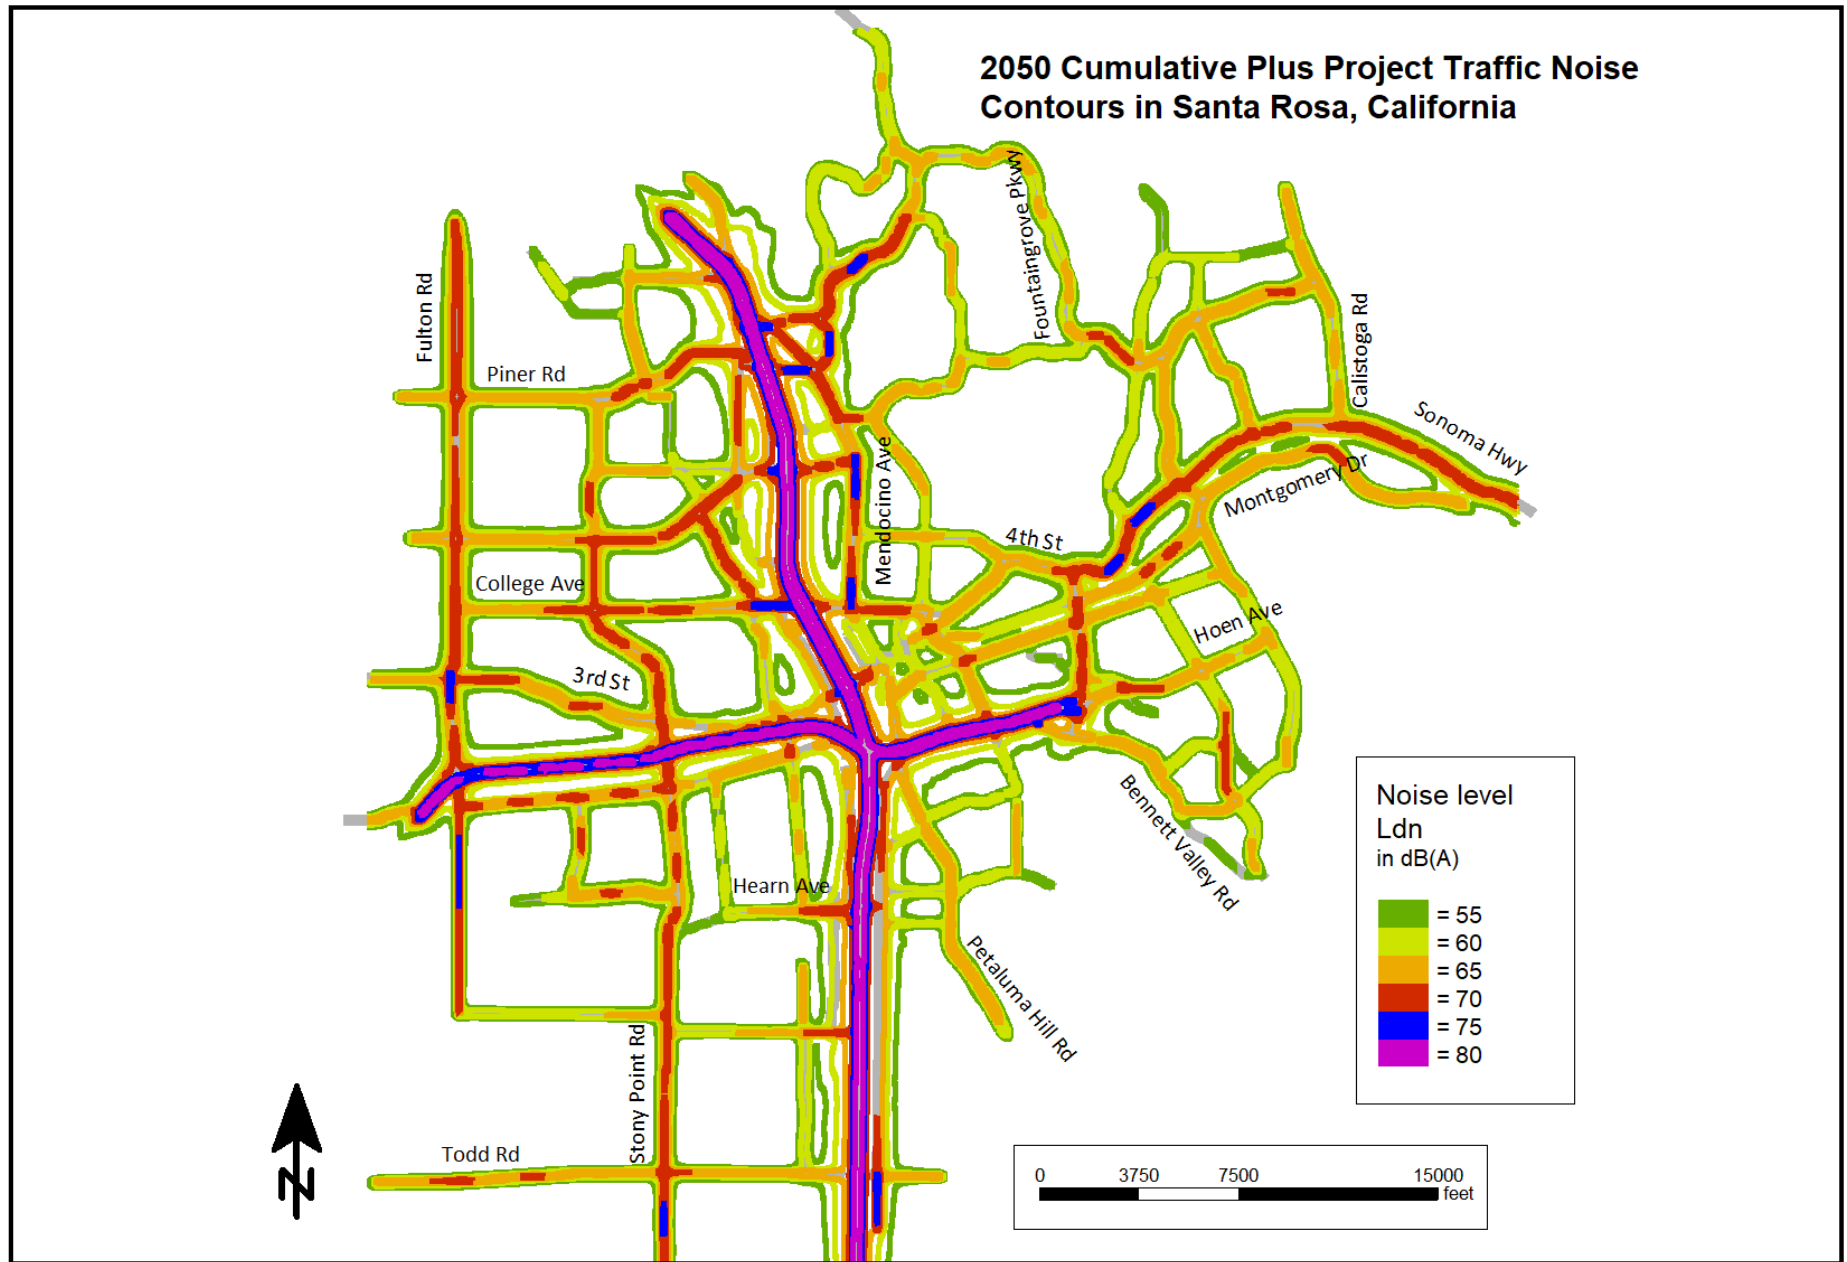 2050 Cumulative Plus Project Traffic Noise
Contours in Santa Rosa, California
Fountaingrove Pkwy
Fulton Rd
Calistoga Rd
Piner Rd
Sonoma Hwy
Mendocino Ave
Montgomery Dr
4th St
College Ave
Hoen Ave
3rd St
Bennett Valley Rd
Hearn Ave
Petaluma Hill Rd
Stony Point Rd
Todd Rd
Noise level
Ldn
in dB(A)
= 55
= 60
= 65
= 70
= 75
= 80
N
0 3750 7500 15000
feet